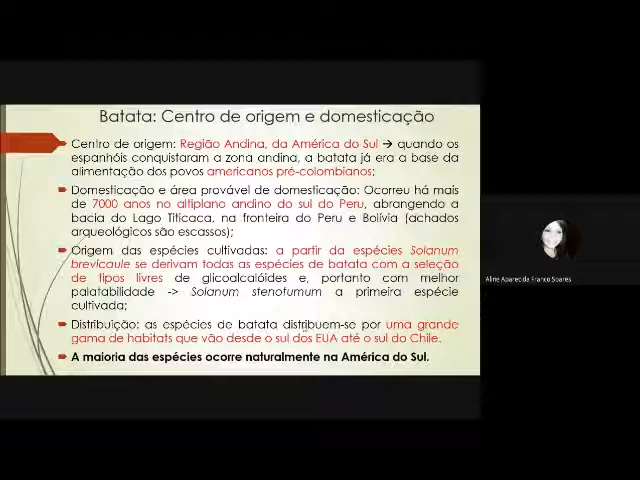 Batata: Centro de origem e domesticação
Centro de origem: Região Andina, da América do Sul → quando os
espanhóis conquistaram a zona andina, a batata já era a base da
alimentação dos povos americanos pré-colombianos;
Domesticação e área provável de domesticação: Ocorreu há mais
de 7000 anos no altiplano andino do sul do Peru, abrangendo a
bacia do Lago Titicaca, na fronteira do Peru e Bolívia (achados
arqueológicos são escassos);
Origem das espécies cultivadas: a partir da espécies Solanum
brevicaule se derivam todas as espécies de batata com a seleção
de tipos livres de glicoalcóides e, portanto com melhor
palatabilidade -> Solanum stenotumum a primeira espécie
cultivada;
Distribuição: as espécies de batata distribuem-se por uma grande
gama de habitats que vão desde o sul dos EUA até o sul do Chile.
A maioria das espécies ocorre naturalmente na América do Sul.
Aline Aparecida Franco Soares